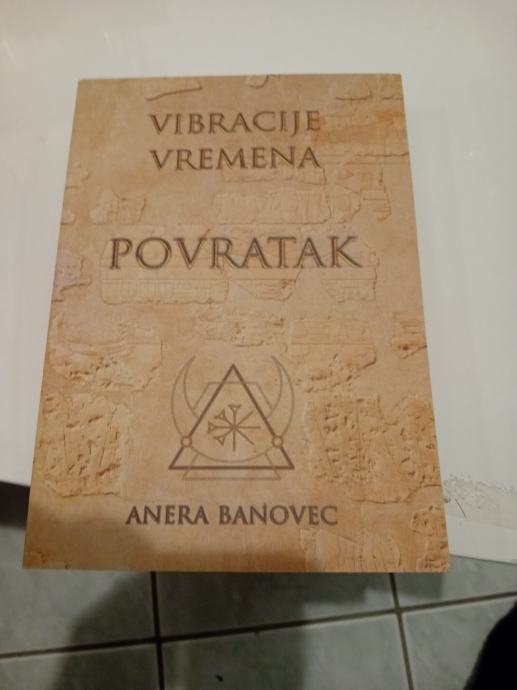 VIBRACIJE
VREMENA
POVRATAK
ANERA BANOVEC